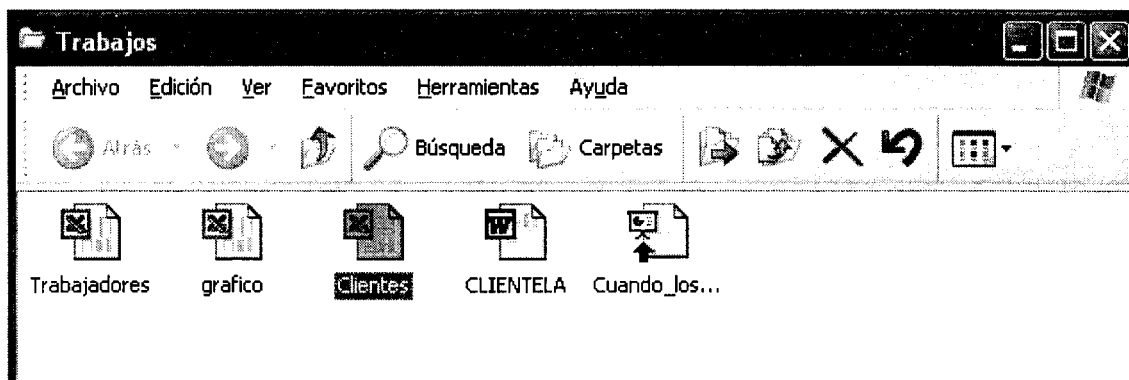 Trabajos
Archivo Edición Ver Favoritos Herramientas Ayuda
Atrás Búsqueda Carpetas
Trabajadores grafico Clientes CLIENTELA Cuando_los...